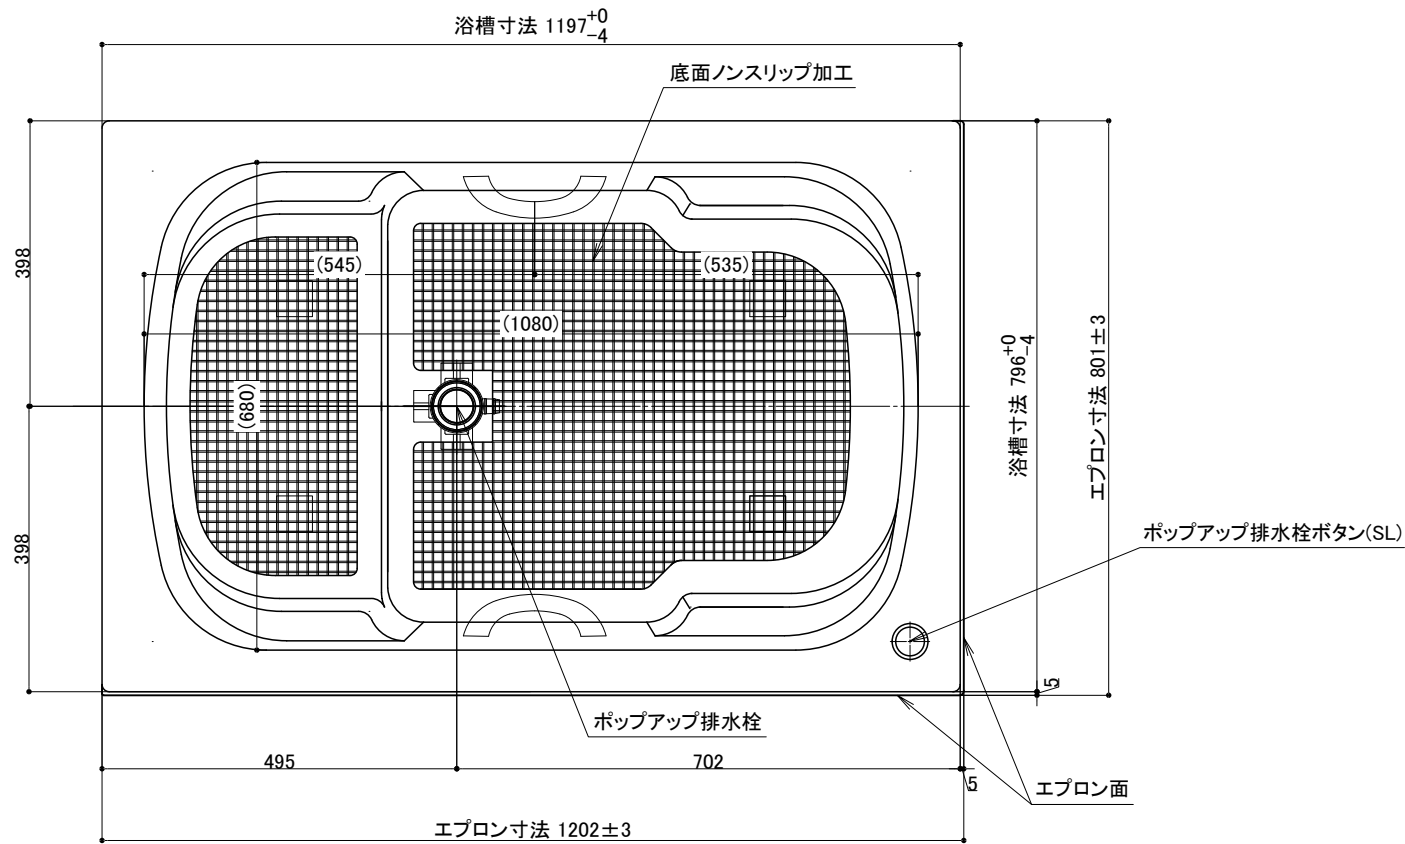 浴槽寸法 1197+0-4
底面ノンスリップ加工
398
(545)
(535)
(1080)
浴槽寸法 796+0-4
エプロン寸法 801±3
(680)
398
ポップアップ排水栓ボタン(SL)
5
ポップアップ排水栓
495
702
5
エプロン面
エプロン寸法 1202±3